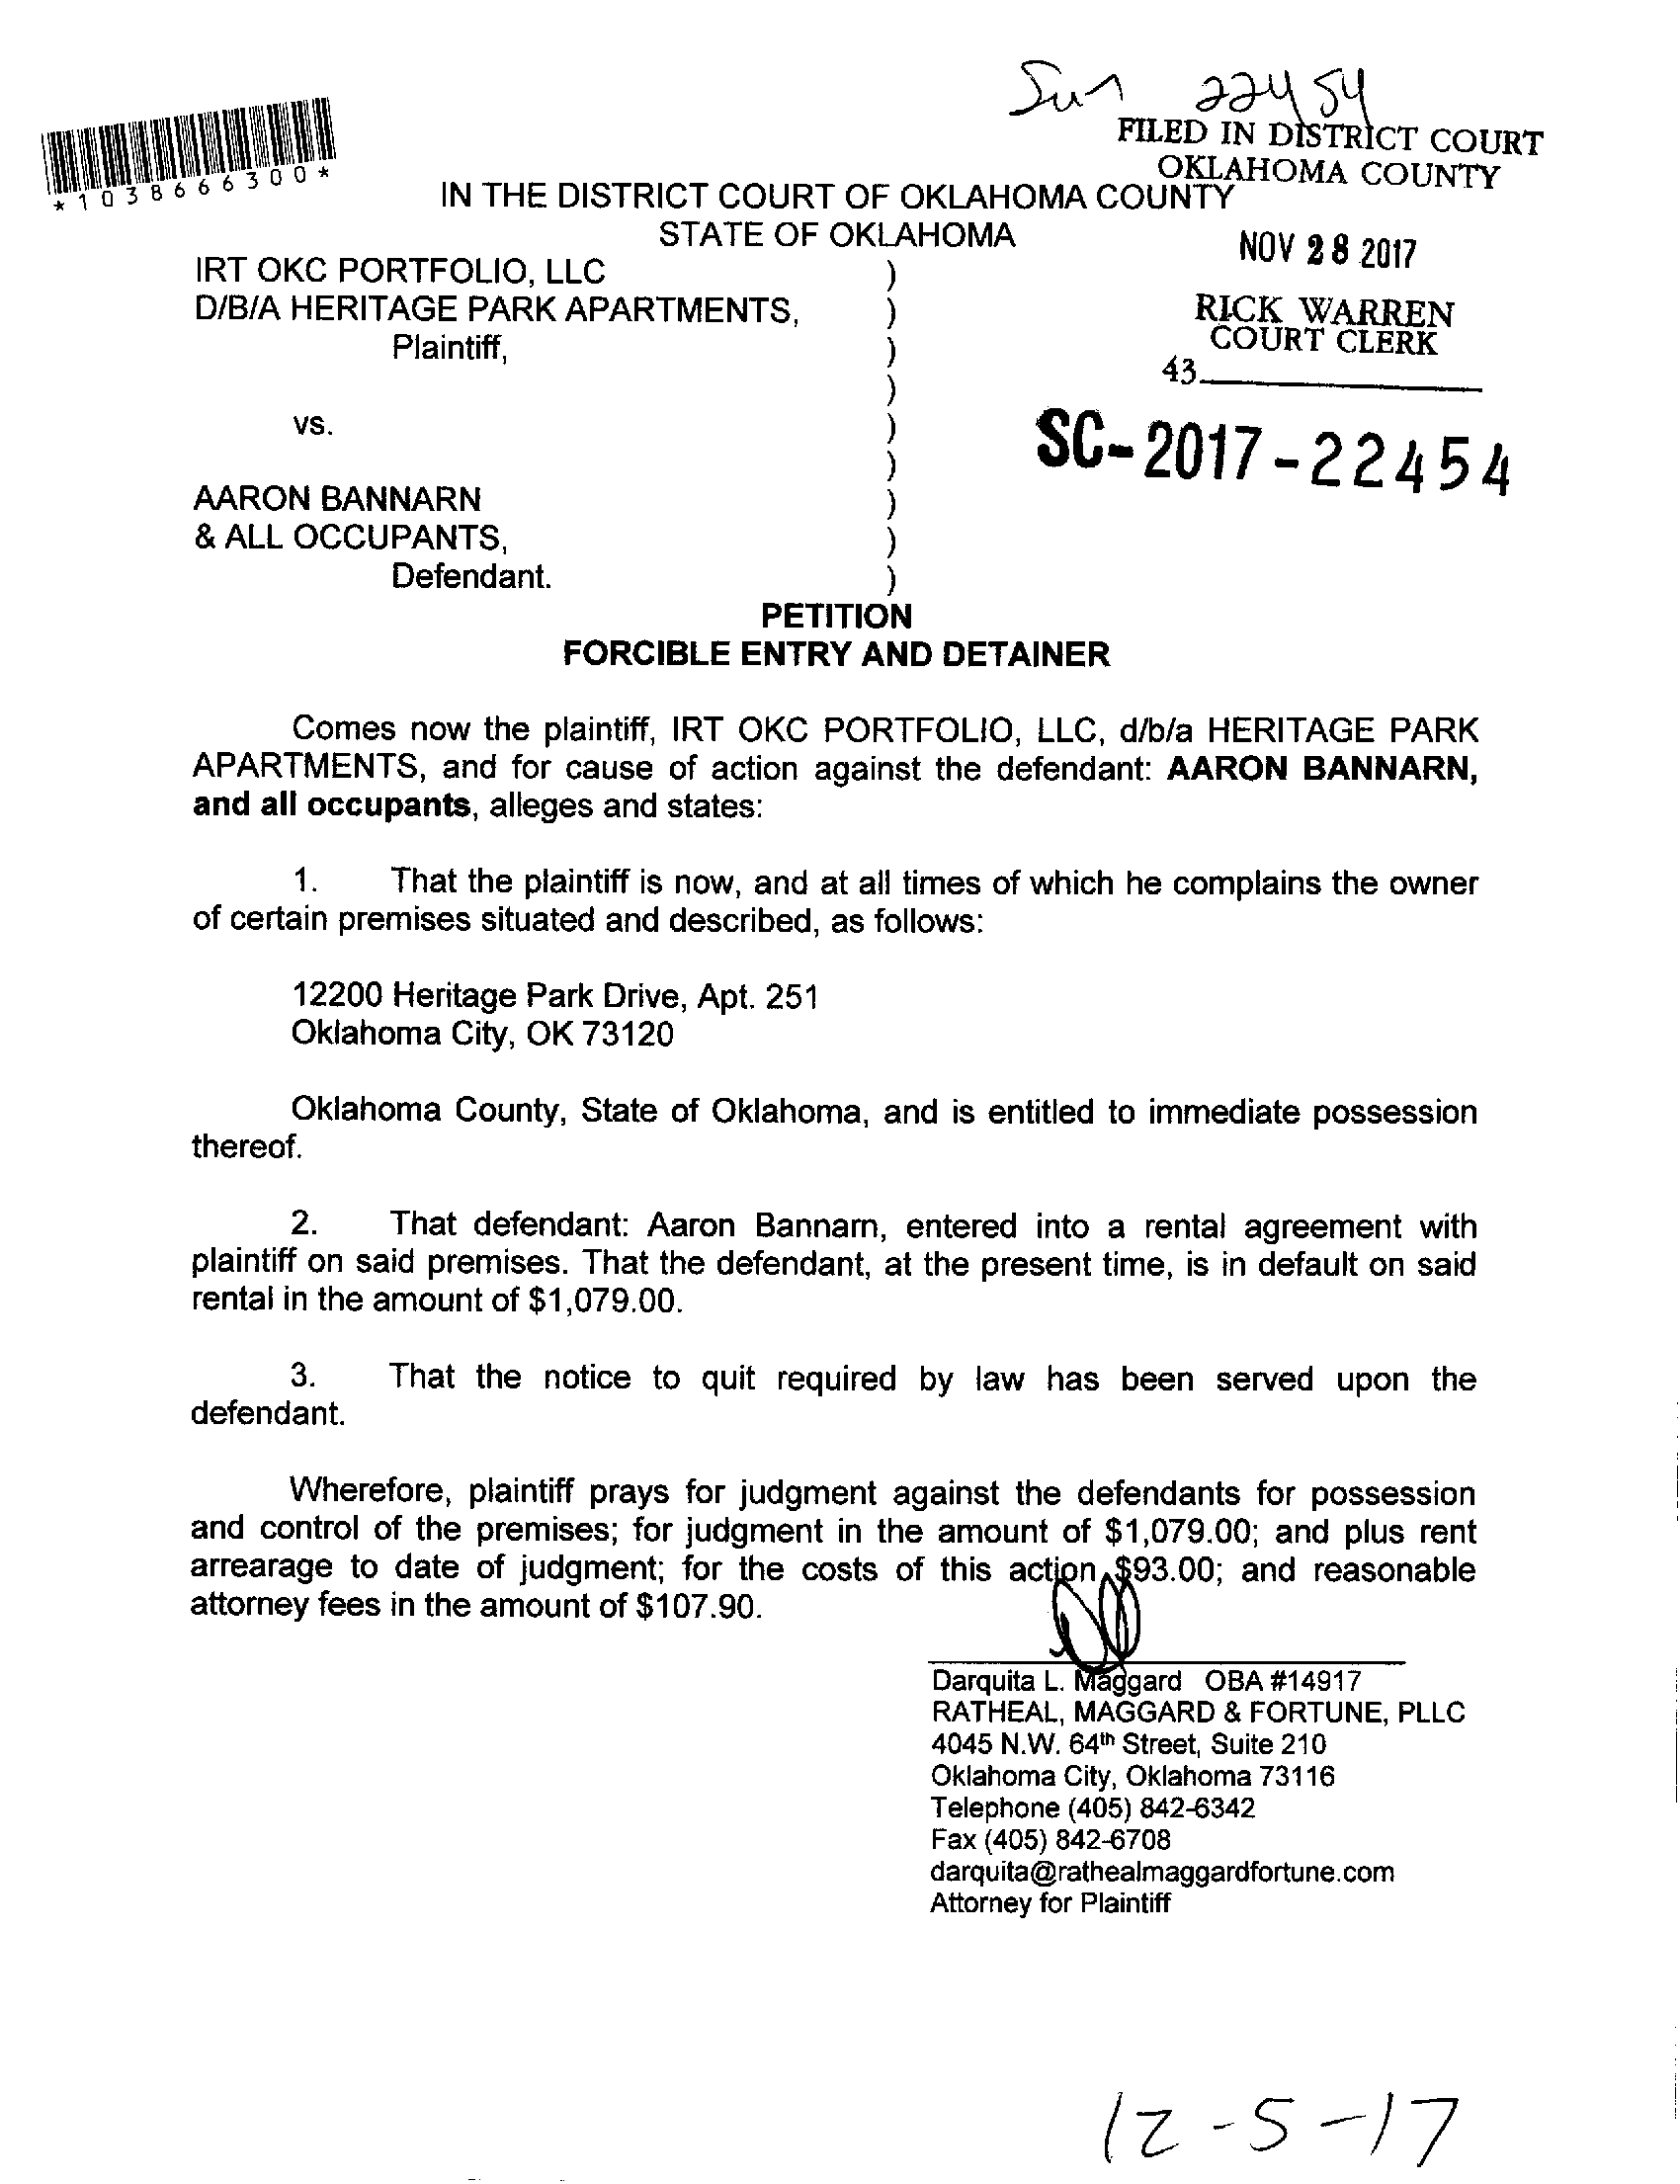 Sun 22454
FILED IN DISTRICT COURT
OKLAHOMA COUNTY
*1038666300*
IN THE DISTRICT COURT OF OKLAHOMA COUNTY
STATE OF OKLAHOMA
NOV 28 2017
IRT OKC PORTFOLIO, LLC )
D/B/A HERITAGE PARK APARTMENTS, )
RICK WARREN
COURT CLERK
Plaintiff, )
43
)
vs. )
SC-2017-22454
)
AARON BANNARN )
& ALL OCCUPANTS, )
Defendant. )
PETITION
FORCIBLE ENTRY AND DETAINER
Comes now the plaintiff, IRT OKC PORTFOLIO, LLC, d/b/a HERITAGE PARK
APARTMENTS, and for cause of action against the defendant: AARON BANNARN,
and all occupants, alleges and states:
1. That the plaintiff is now, and at all times of which he complains the owner
of certain premises situated and described, as follows:
12200 Heritage Park Drive, Apt. 251
Oklahoma City, OK 73120
Oklahoma County, State of Oklahoma, and is entitled to immediate possession
thereof.
2. That defendant: Aaron Bannarn, entered into a rental agreement with
plaintiff on said premises. That the defendant, at the present time, is in default on said
rental in the amount of $1,079.00.
3. That the notice to quit required by law has been served upon the
defendant.
Wherefore, plaintiff prays for judgment against the defendants for possession
and control of the premises; for judgment in the amount of $1,079.00; and plus rent
arrearage to date of judgment; for the costs of this action $93.00; and reasonable
attorney fees in the amount of $107.90.
Darquita L. Maggard OBA #14917
RATHEAL, MAGGARD & FORTUNE, PLLC
4045 N.W. 64th Street, Suite 210
Oklahoma City, Oklahoma 73116
Telephone (405) 842-6342
Fax (405) 842-6708
darquita@rathealmaggardfortune.com
Attorney for Plaintiff
12-5-17